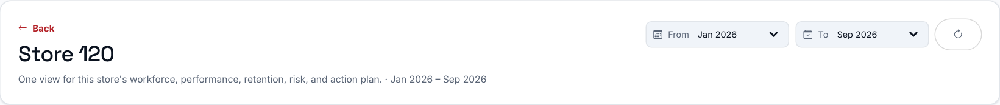 Back
Store 120
One view for this store's workforce, performance, retention, risk, and action plan. · Jan 2026 – Sep 2026
From Jan 2026
To Sep 2026